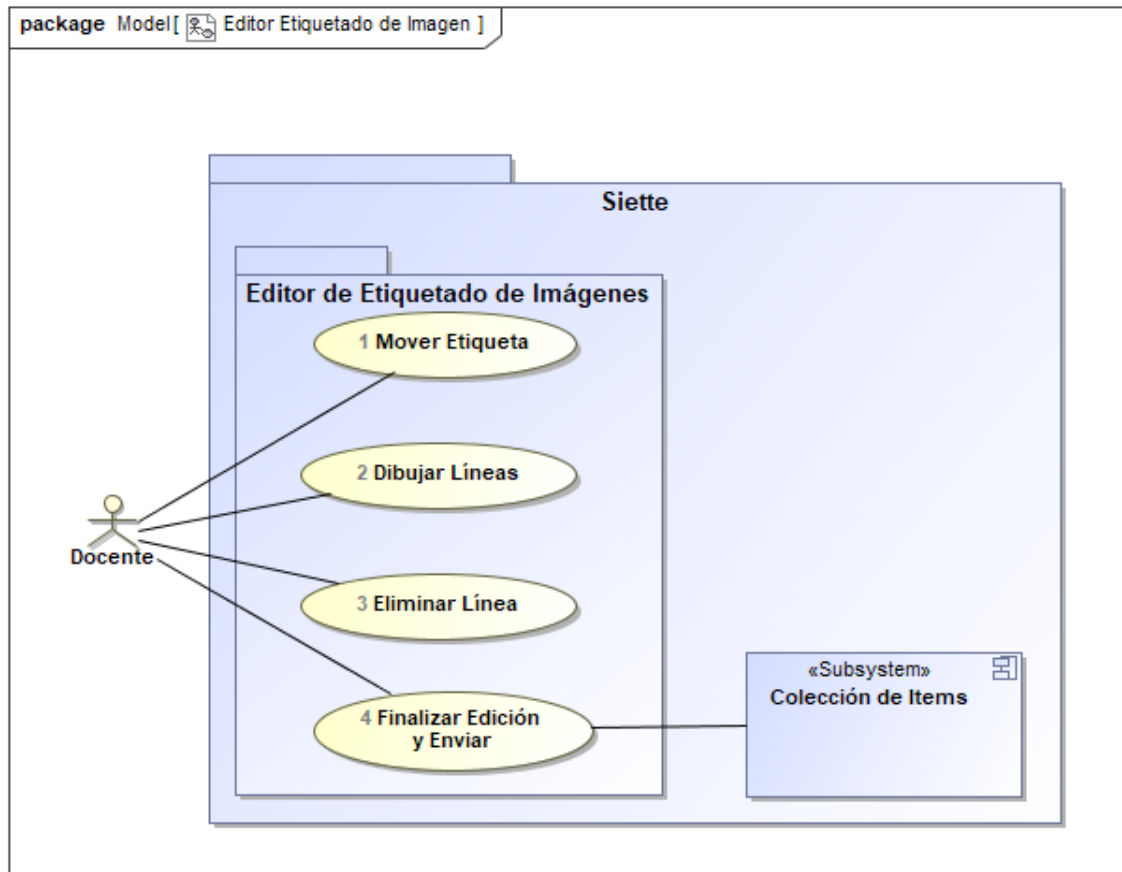 package Model[ Editor Etiquetado de Imagen ]
Siette
Editor de Etiquetado de Imágenes
1 Mover Etiqueta
2 Dibujar Líneas
Docente
3 Eliminar Línea
«Subsystem»
Colección de Items
4 Finalizar Edición
y Enviar